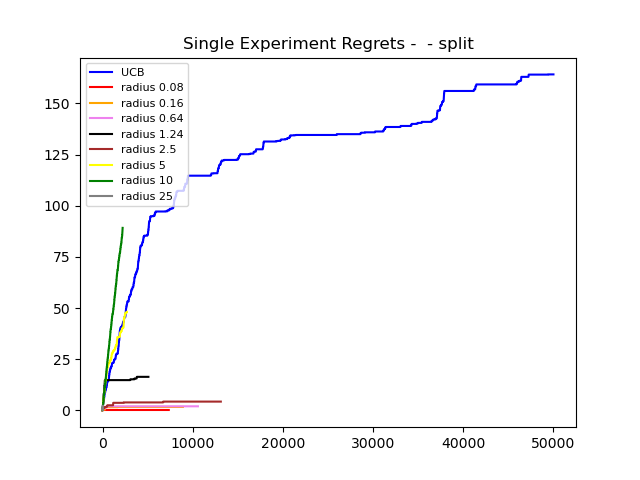 Single Experiment Regrets -  - split
UCB
radius 0.08
radius 0.16
radius 0.64
radius 1.24
radius 2.5
radius 5
radius 10
radius 25
150
125
100
75
50
25
0
0 10000 20000 30000 40000 50000